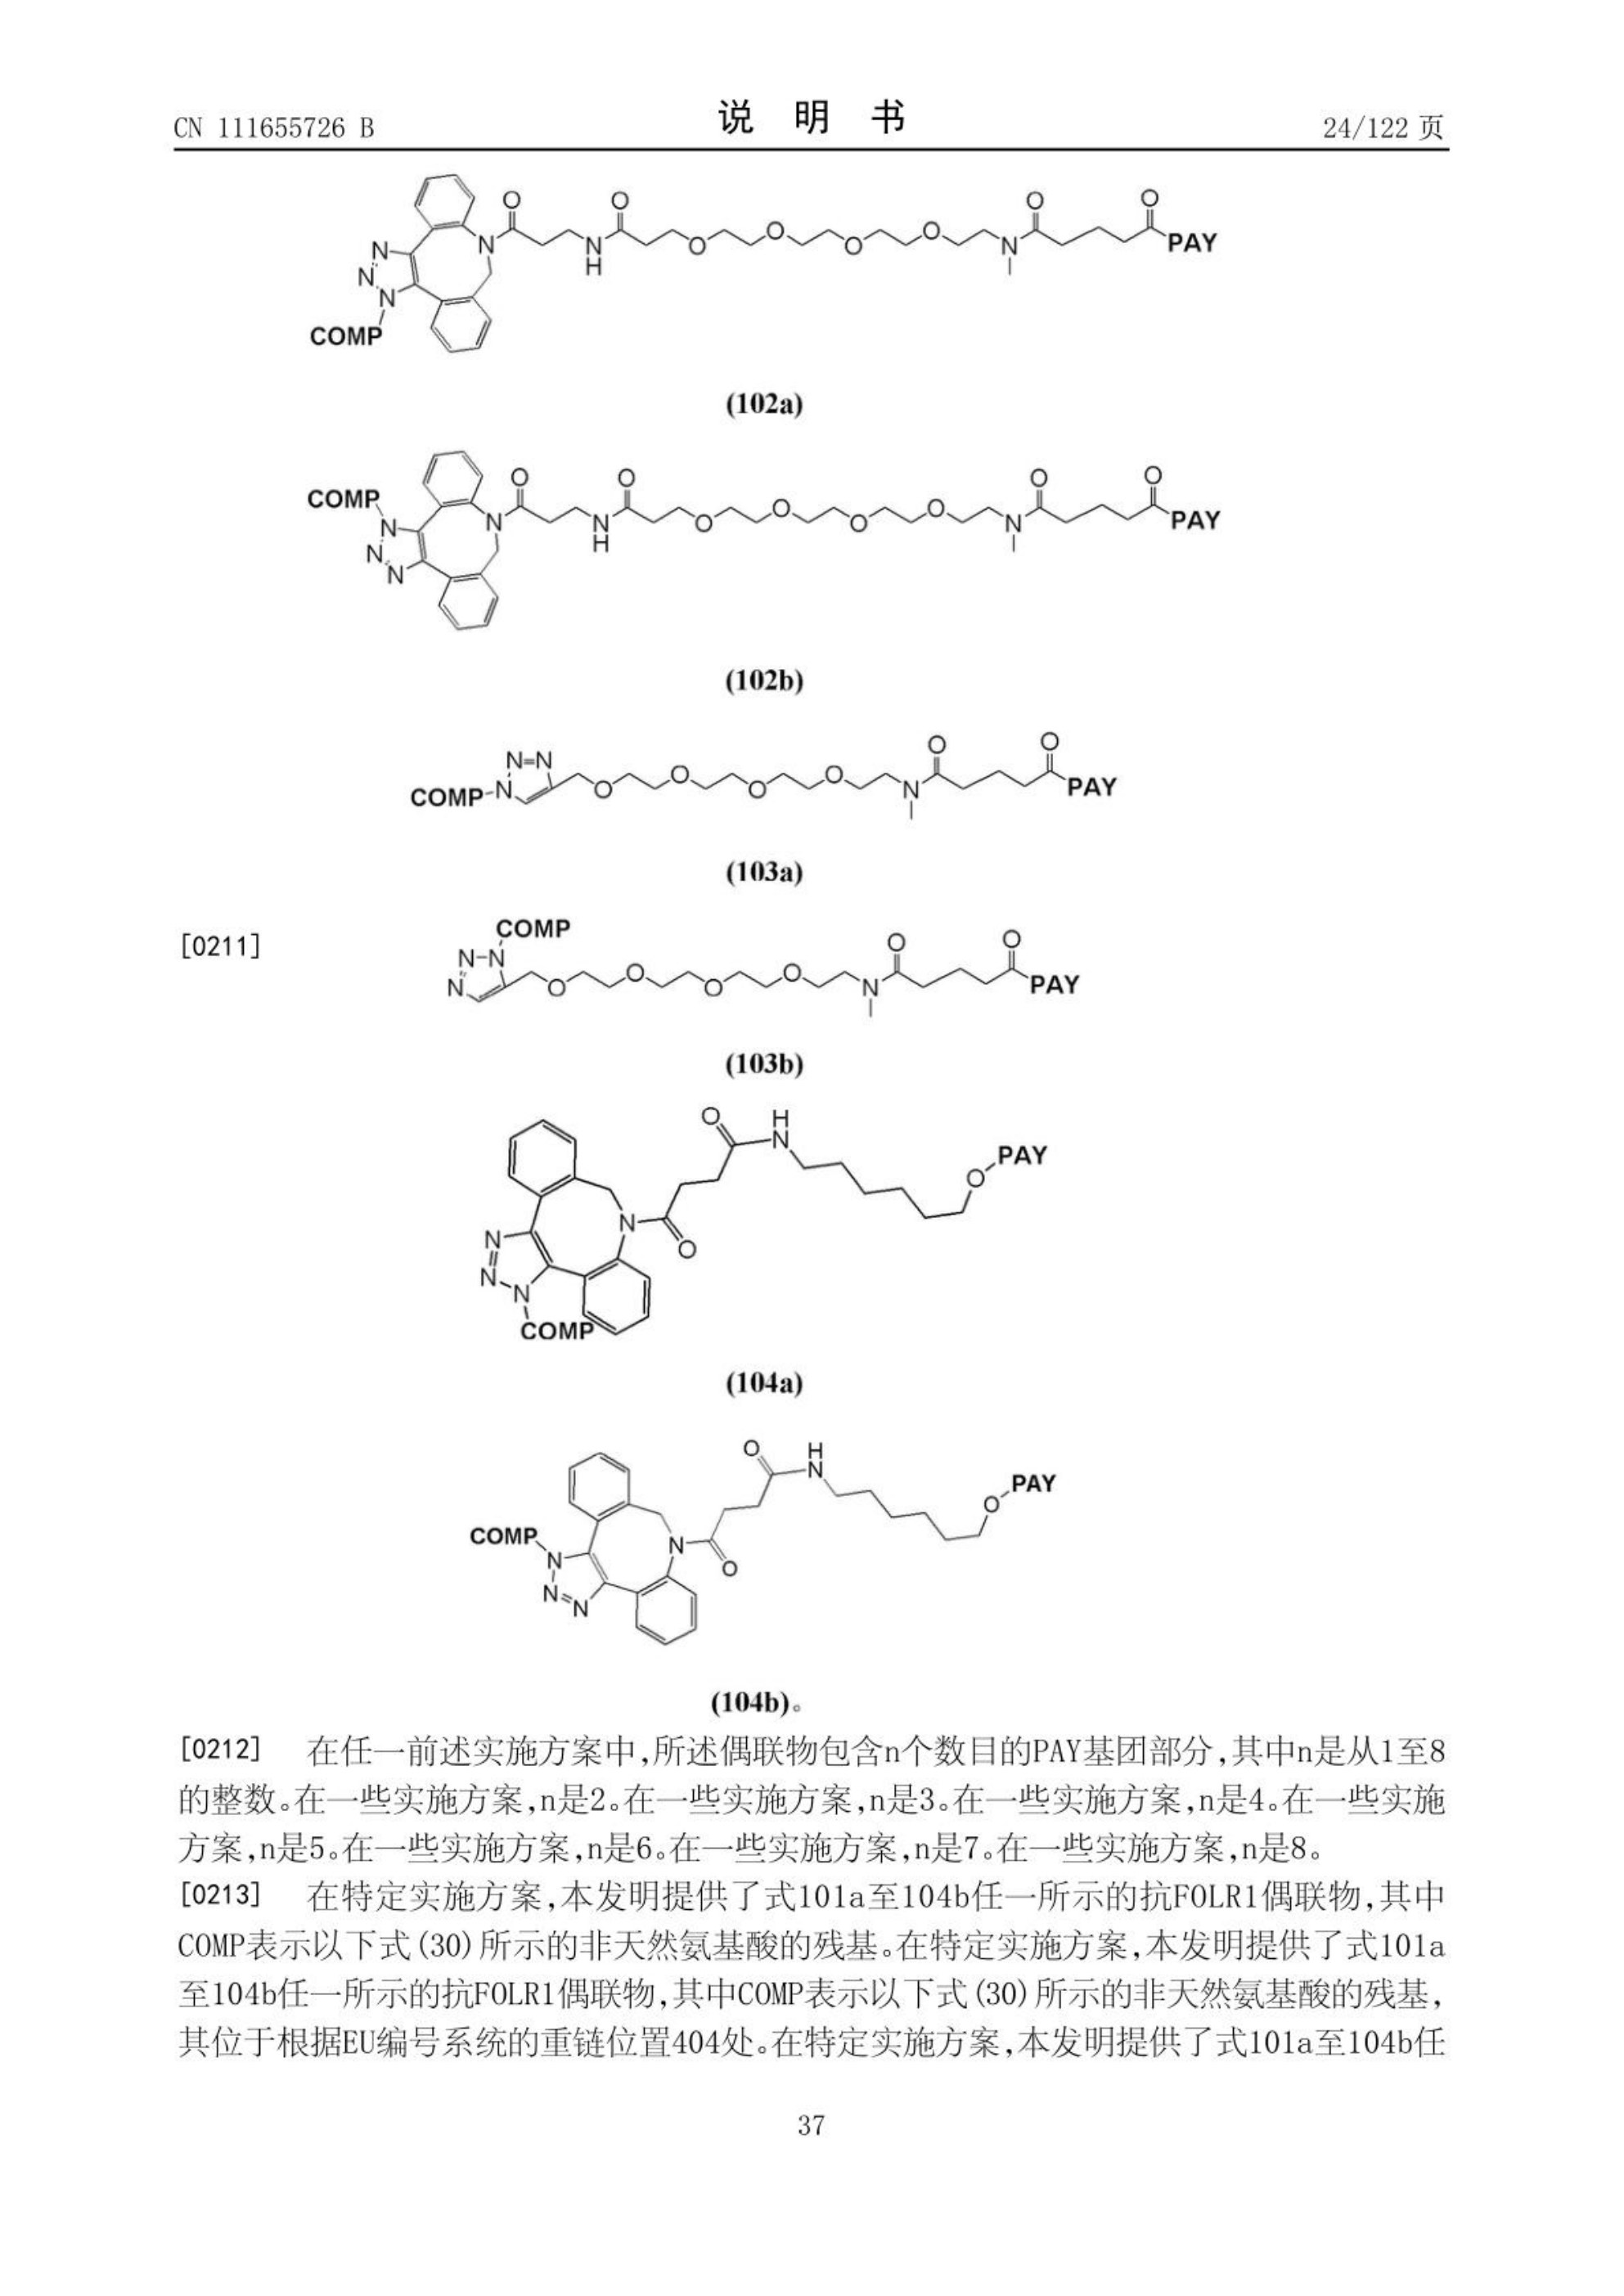 CN 111655726 B
说 明 书
24/122 页
O O O O
N N H O O O O N PAY
N
N
N
COMP
(102a)
COMP
O O O O
N N H O O O O N PAY
N
N
N
(102b)
O O
N=N
COMP-N O O O O N PAY
(103a)
[0211]
COMP
O O
N-N
N O O O O N PAY
(103b)
O H
N
PAY
O
N
N O
N
N
COMP
(104a)
O H
N
PAY
O
COMP
N
N O
N=N
(104b)。
[0212] 在任一前述实施方案中,所述偶联物包含n个数目的PAY基团部分,其中n是从1至8
的整数。在一些实施方案,n是2。在一些实施方案,n是3。在一些实施方案,n是4。在一些实施
方案,n是5。在一些实施方案,n是6。在一些实施方案,n是7。在一些实施方案,n是8。
[0213] 在特定实施方案,本发明提供了式101a至104b任一所示的抗FOLR1偶联物,其中
COMP表示以下式(30)所示的非天然氨基酸的残基。在特定实施方案,本发明提供了式101a
至104b任一所示的抗FOLR1偶联物,其中COMP表示以下式(30)所示的非天然氨基酸的残基,
其位于根据EU编号系统的重链位置404处。在特定实施方案,本发明提供了式101a至104b任
37